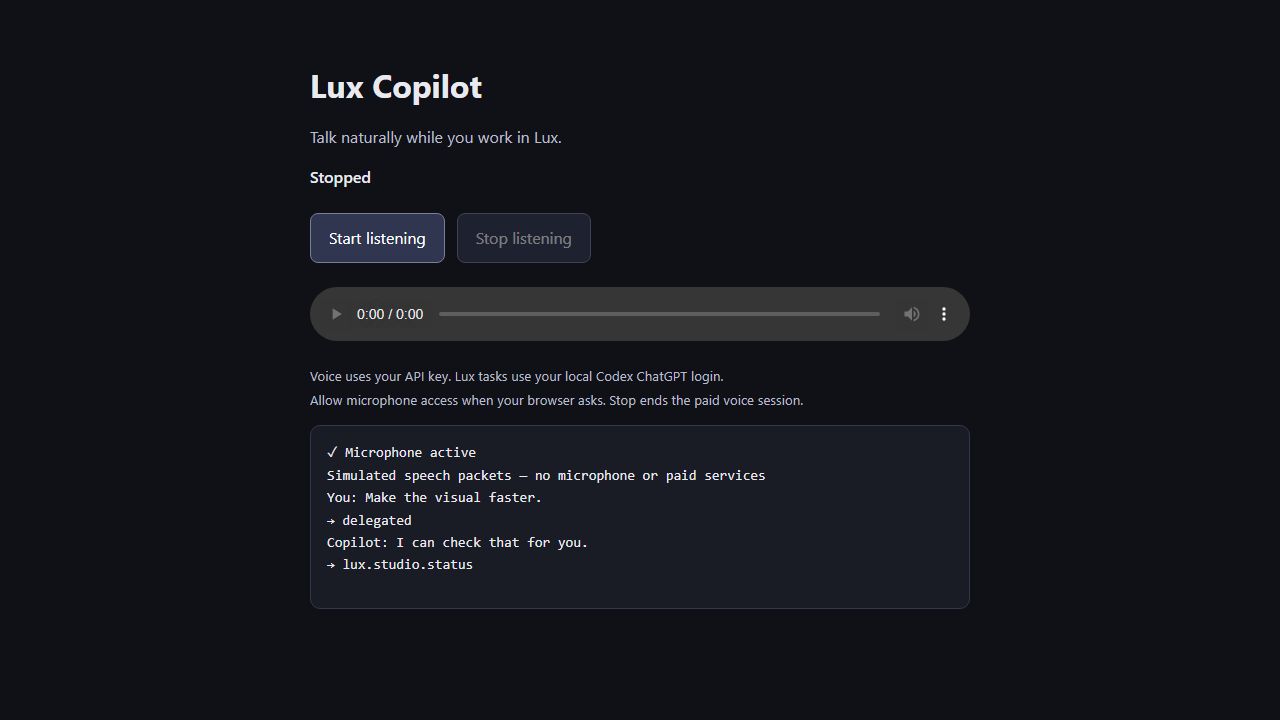 Lux Copilot
Talk naturally while you work in Lux.
Stopped
Start listening
Stop listening
0:00 / 0:00
Voice uses your API key. Lux tasks use your local Codex ChatGPT login.
Allow microphone access when your browser asks. Stop ends the paid voice session.
✓ Microphone active
Simulated speech packets — no microphone or paid services
You: Make the visual faster.
→ delegated
Copilot: I can check that for you.
→ lux.studio.status